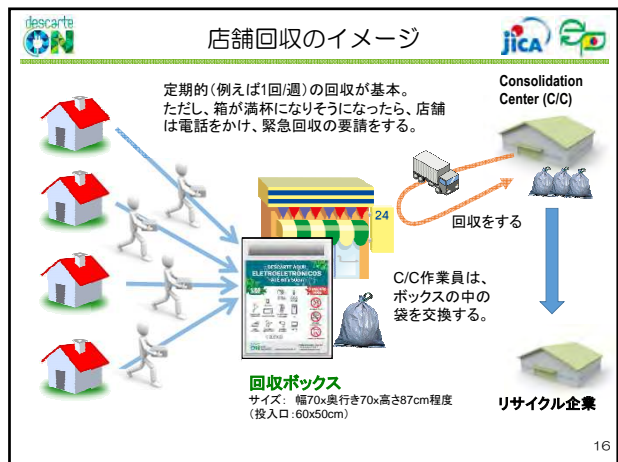 descarte
ON
店舗回収のイメージ
jica
定期的（例えば1回/週）の回収が基本。
ただし、箱が満杯になりそうになったら、店舗
は電話をかけ、緊急回収の要請をする。
Consolidation
Center (C/C)
24
回収をする
DESCARTE AQUI
ELETROELETRÔNICOS
C/C作業員は、
ボックスの中の
袋を交換する。
回収ボックス
サイズ： 幅70x奥行き70x高さ87cm程度
（投入口：60x50cm）
リサイクル企業
16